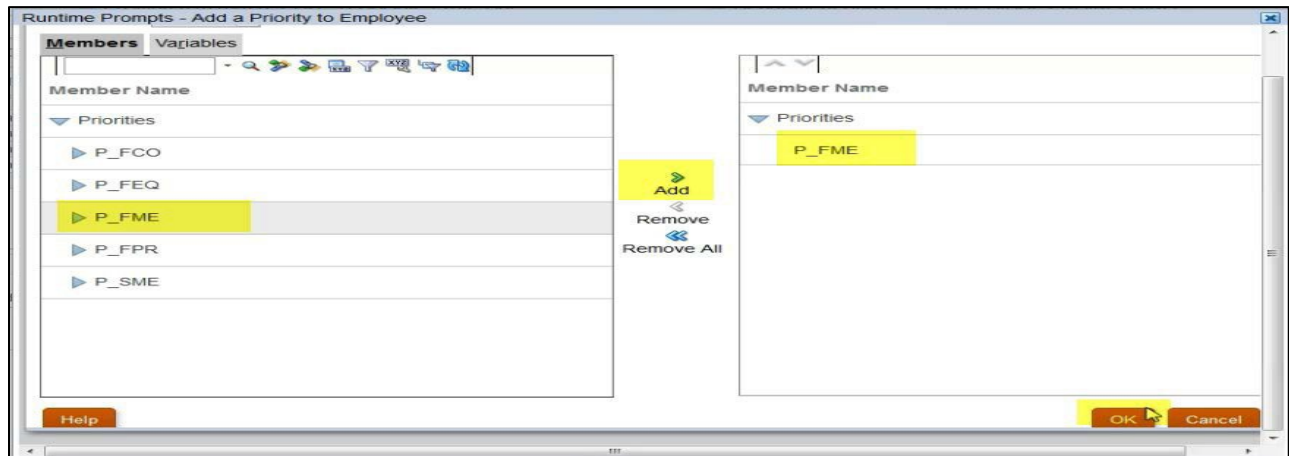 Runtime Prompts - Add a Priority to Employee
Members Variables
Member Name
Priorities
P_FCO
P_FEQ
P_FME
P_FPR
P_SME
Add
Remove
Remove All
Member Name
Priorities
P_FME
Help
OK
Cancel